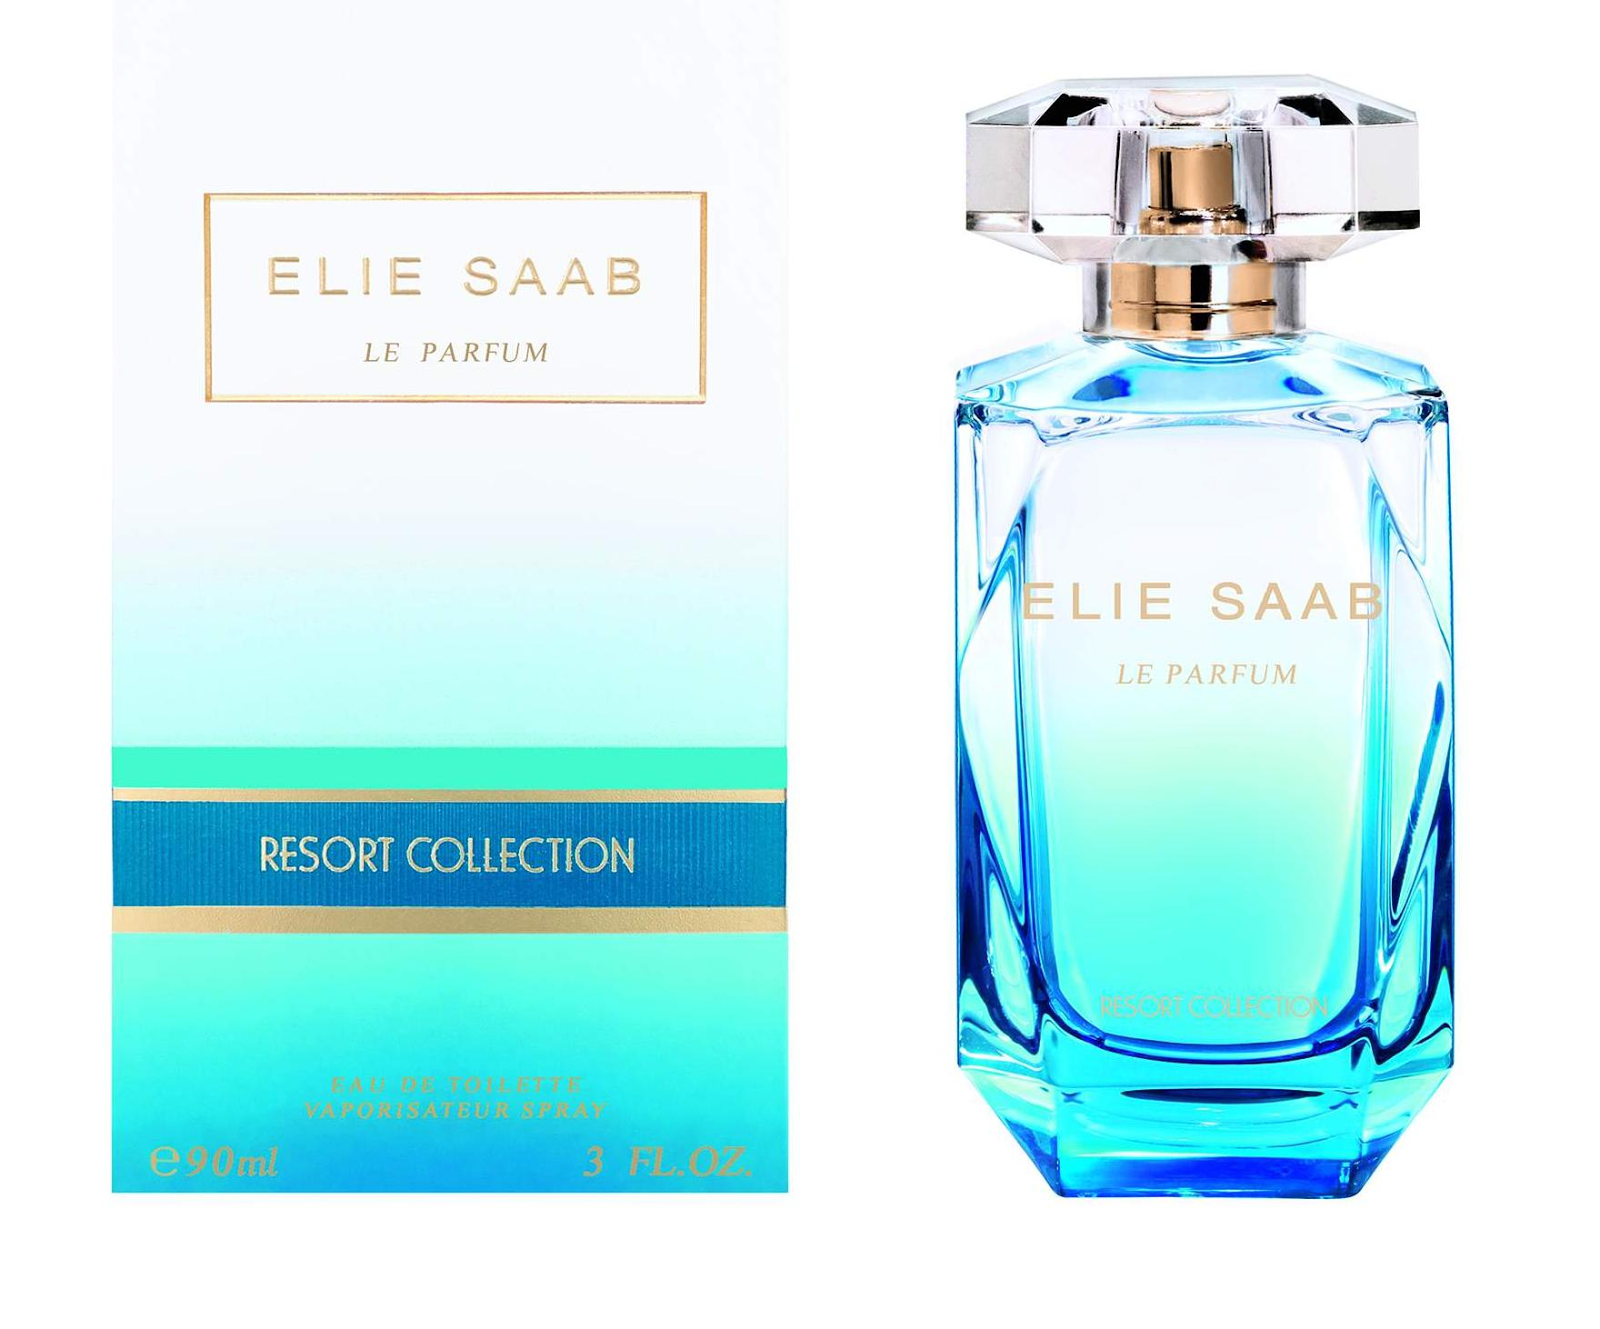 ELIE SAAB
LE PARFUM
RESORT COLLECTION
EAU DE TOILETTE
VAPORISATEUR SPRAY
℮90ml 3 FL.OZ.
ELIE SAAB
LE PARFUM
RESORT COLLECTION